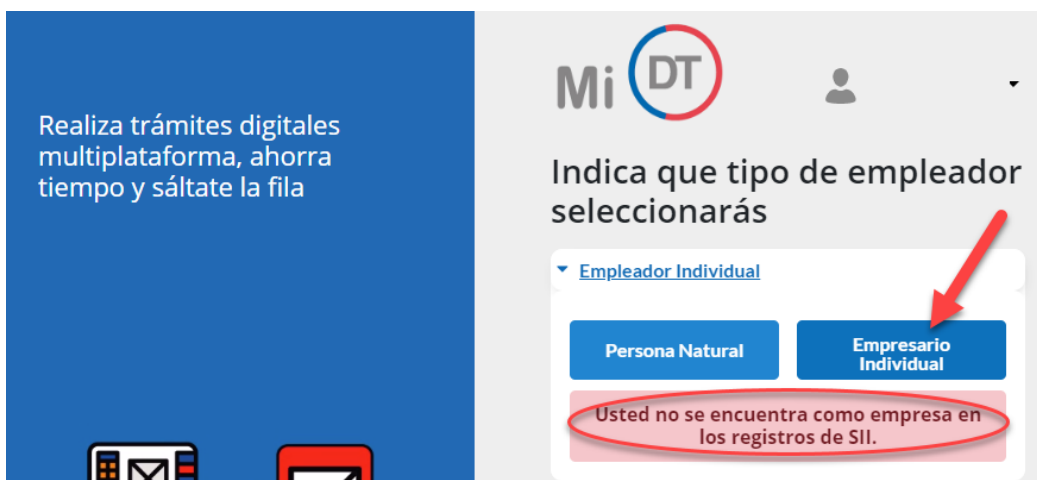 Realiza trámites digitales
multiplataforma, ahorra
tiempo y sáltate la fila
Mi DT
Indica que tipo de empleador
seleccionarás
Empleador Individual
Persona Natural
Empresario
Individual
Usted no se encuentra como empresa en
los registros de SII.